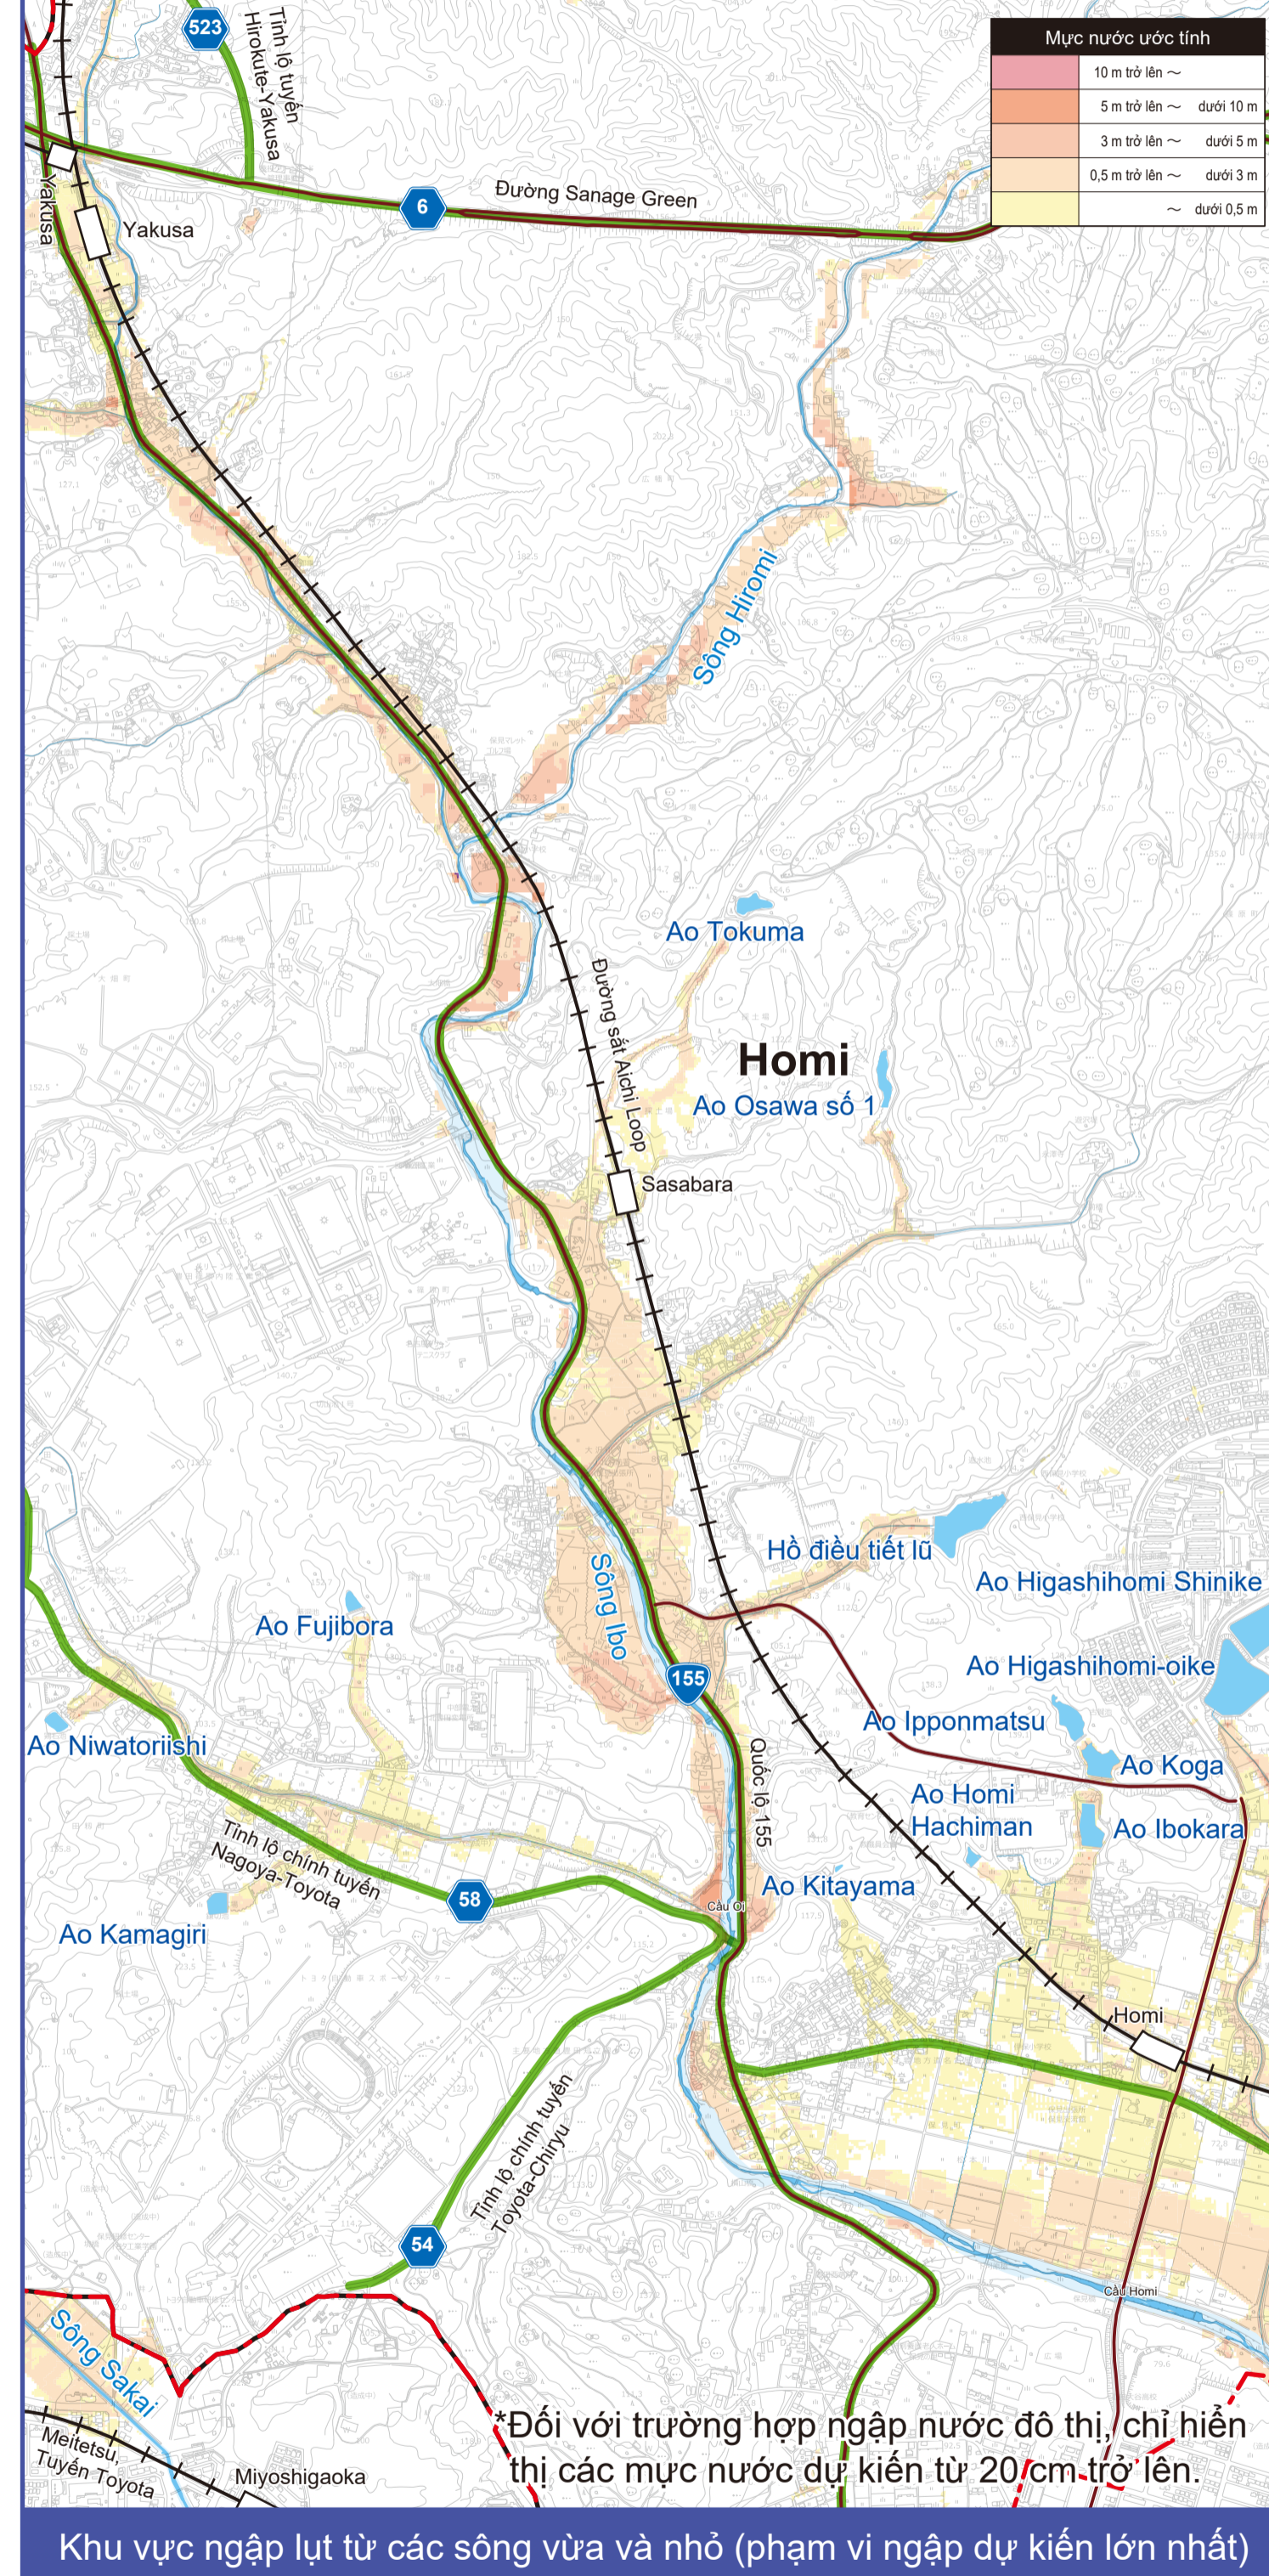 523
Tỉnh lộ tuyến
Hirokute-Yakusa
Mực nước ước tính
10 m trở lên ～
5 m trở lên ～ dưới 10 m
3 m trở lên ～ dưới 5 m
0,5 m trở lên ～ dưới 3 m
～ dưới 0,5 m
Yakusa
Yakusa
6
Đường Sanage Green
Sông Hiromi
Ao Tokuma
Đường sắt Aichi Loop
Homi
Ao Osawa số 1
Sasabara
Hồ điều tiết lũ
Ao Higashihomi Shinike
Sông Ibo
Ao Fujibora
Ao Higashihomi-oike
155
Ao Ipponmatsu
Ao Niwatoriishi
Ao Koga
Quốc lộ 155
Ao Homi
Hachiman
Ao Ibokara
Tỉnh lộ chính tuyến
Nagoya-Toyota
58
Ao Kitayama
Cầu Oi
Ao Kamagiri
Homi
Tỉnh lộ chính tuyến
Toyota-Chiryu
54
Cầu Homi
Sông Sakai
Meitetsu,
Tuyến Toyota
Miyoshigaoka
*Đối với trường hợp ngập nước đô thị, chỉ hiển
thị các mực nước dự kiến từ 20 cm trở lên.
Khu vực ngập lụt từ các sông vừa và nhỏ (phạm vi ngập dự kiến lớn nhất)